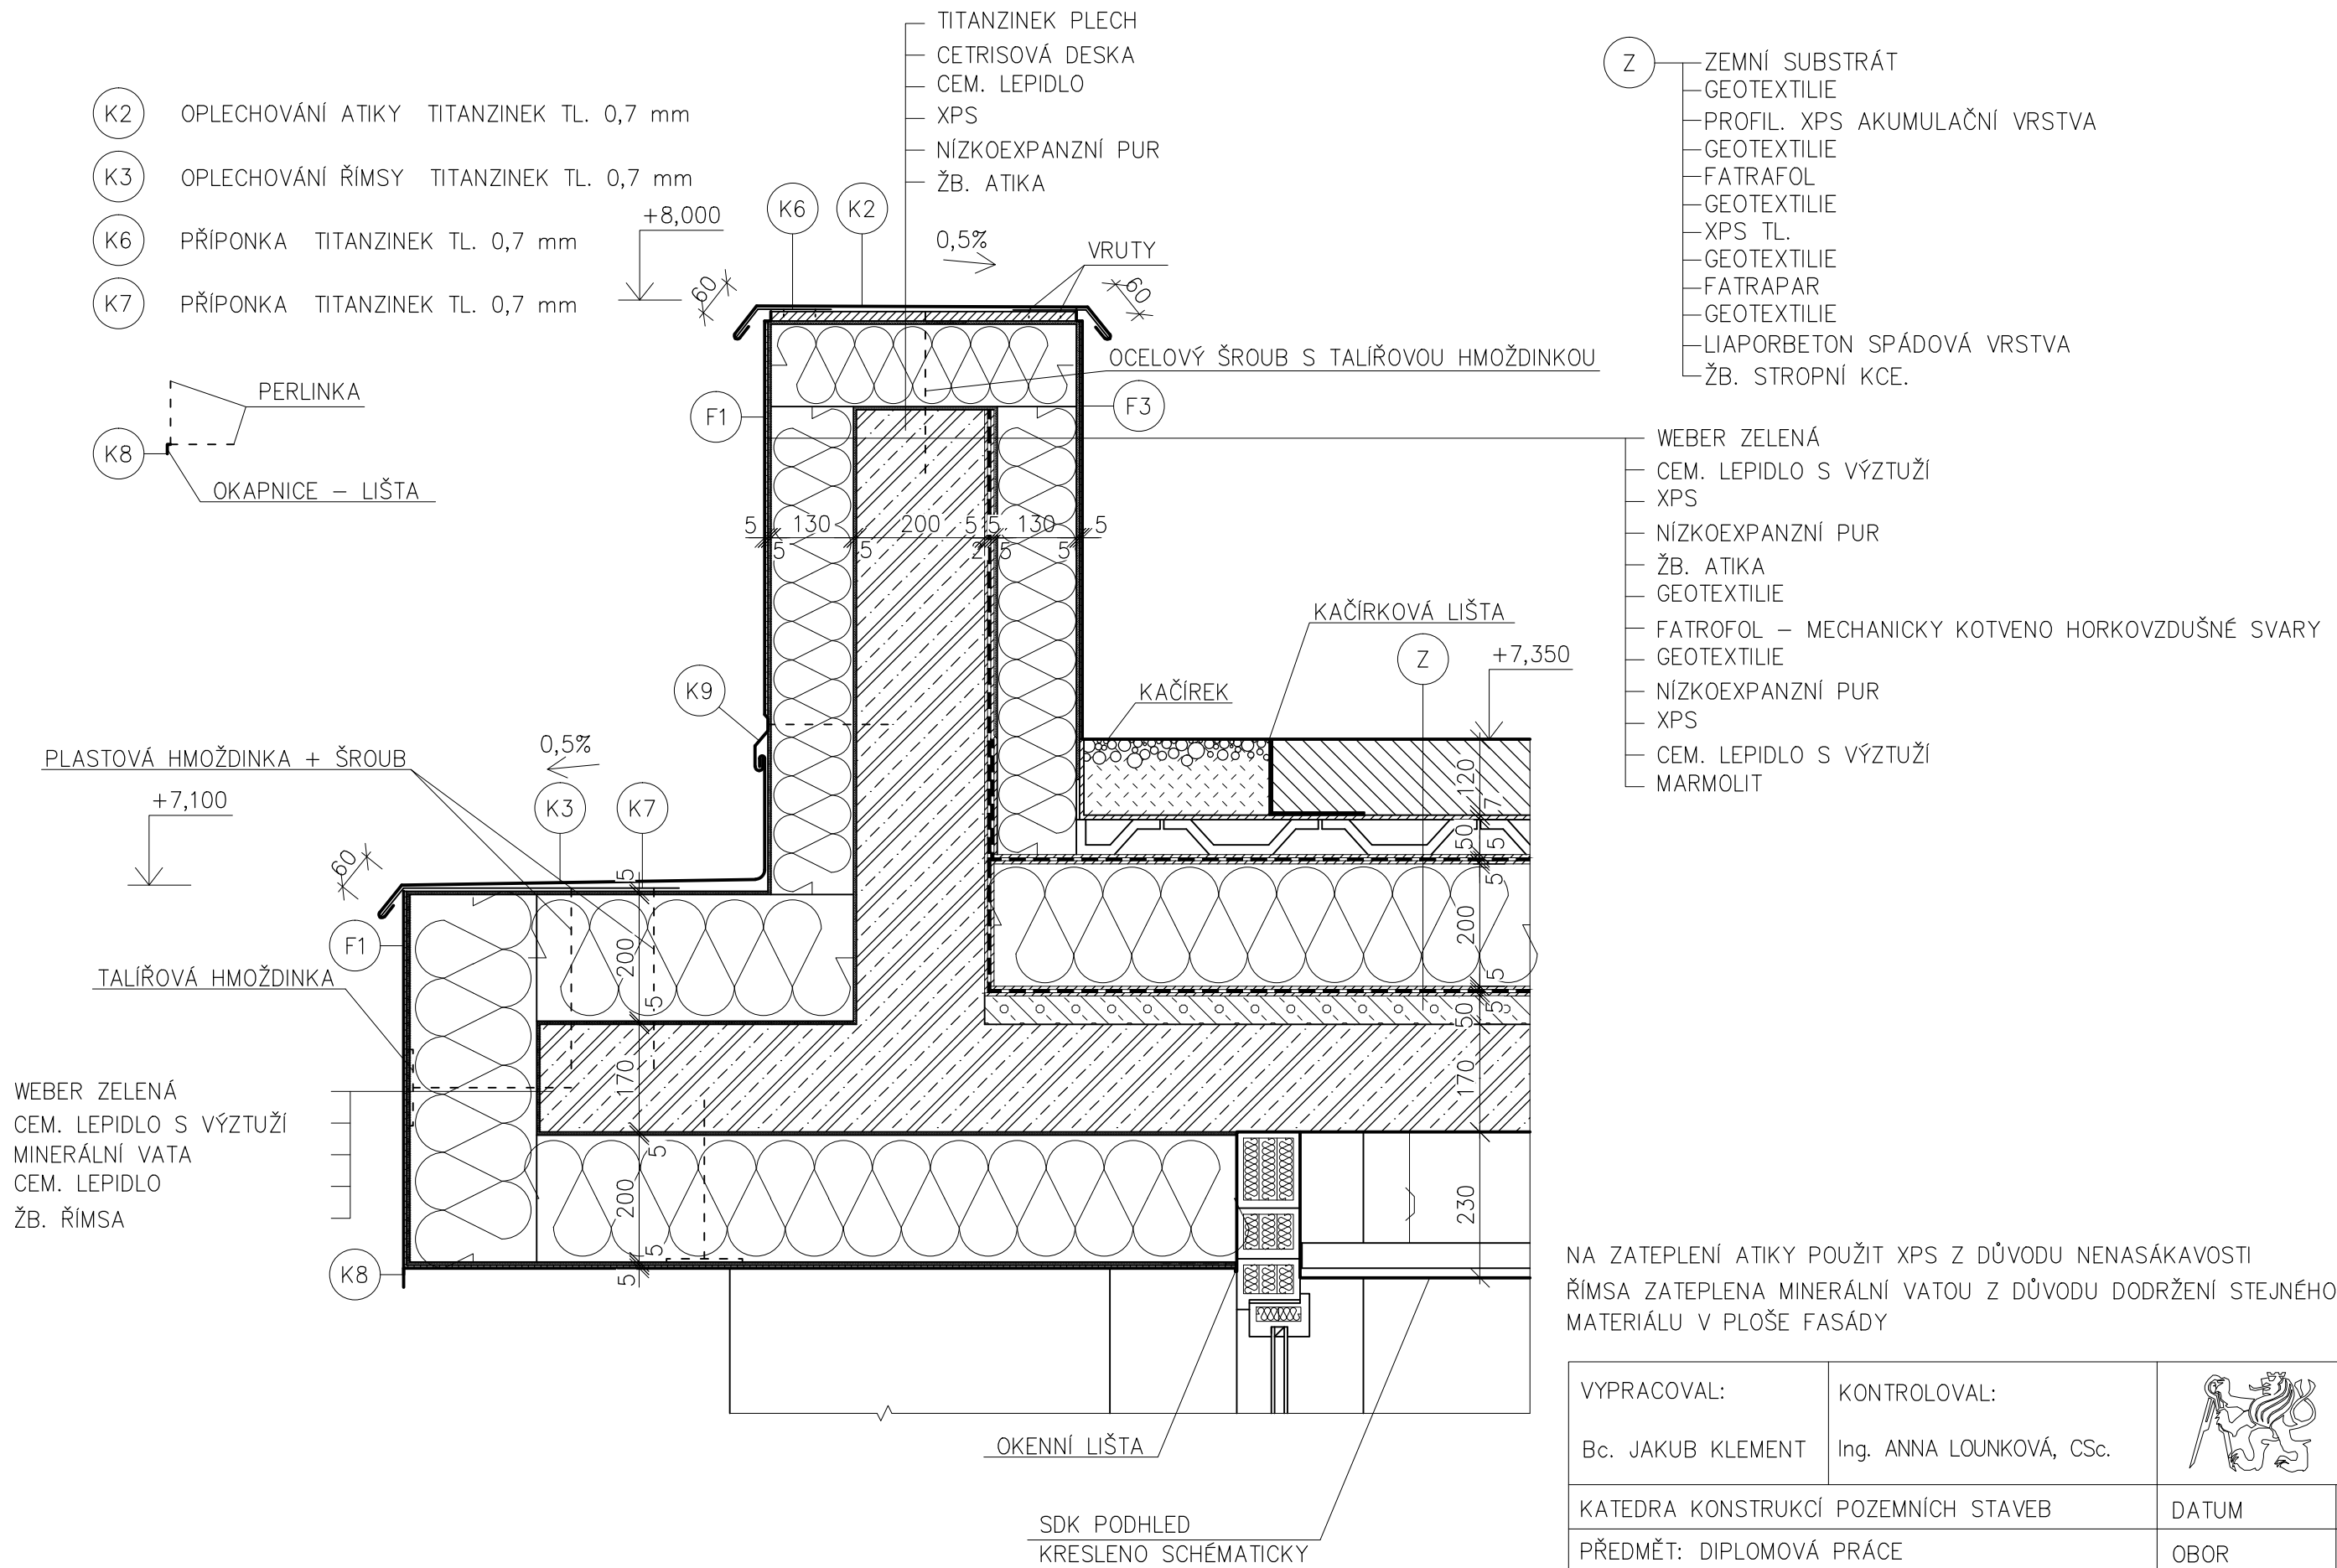 TITANZINEK PLECH
CETRISOVÁ DESKA
CEM. LEPIDLO
XPS
NÍZKOEXPANZNÍ PUR
ŽB. ATIKA
K2 OPLECHOVÁNÍ ATIKY TITANZINEK TL. 0,7 mm
K3 OPLECHOVÁNÍ ŘÍMSY TITANZINEK TL. 0,7 mm
K6 PŘÍPONKA TITANZINEK TL. 0,7 mm
K7 PŘÍPONKA TITANZINEK TL. 0,7 mm
PERLINKA
K8
OKAPNICE – LIŠTA
Z
ZEMNÍ SUBSTRÁT
GEOTEXTILIE
PROFIL. XPS AKUMULAČNÍ VRSTVA
GEOTEXTILIE
FATRAFOL
GEOTEXTILIE
XPS TL.
GEOTEXTILIE
FATRAPAR
GEOTEXTILIE
LIAPORBETON SPÁDOVÁ VRSTVA
ŽB. STROPNÍ KCE.
+8,000
K6
K2
0,5%
VRUTY
60
60
OCELOVÝ ŠROUB S TALÍŘOVOU HMOŽDINKOU
F1
F3
WEBER ZELENÁ
CEM. LEPIDLO S VÝZTUŽÍ
XPS
NÍZKOEXPANZNÍ PUR
ŽB. ATIKA
GEOTEXTILIE
FATROFOL – MECHANICKY KOTVENO HORKOVZDUŠNÉ SVARY
GEOTEXTILIE
NÍZKOEXPANZNÍ PUR
XPS
CEM. LEPIDLO S VÝZTUŽÍ
MARMOLIT
5 130 200 5 5 130 5
5 5 2 5 5
KAČÍRKOVÁ LIŠTA
Z
+7,350
KAČÍREK
K9
0,5%
PLASTOVÁ HMOŽDINKA + ŠROUB
K3
K7
+7,100
60
F1
TALÍŘOVÁ HMOŽDINKA
5
200
5
170
5
200
5
5
120
7
50
5
5
200
5
5
50
170
230
WEBER ZELENÁ
CEM. LEPIDLO S VÝZTUŽÍ
MINERÁLNÍ VATA
CEM. LEPIDLO
ŽB. ŘÍMSA
K8
OKENNÍ LIŠTA
SDK PODHLED
KRESLENO SCHÉMATICKY
NA ZATEPLENÍ ATIKY POUŽIT XPS Z DŮVODU NENASÁKAVOSTI
ŘÍMSA ZATEPLENA MINERÁLNÍ VATOU Z DŮVODU DODRŽENÍ STEJNÉHO
MATERIÁLU V PLOŠE FASÁDY
VYPRACOVAL:
Bc. JAKUB KLEMENT
KONTROLOVAL:
Ing. ANNA LOUNKOVÁ, CSc.
KATEDRA KONSTRUKCÍ POZEMNÍCH STAVEB
DATUM
PŘEDMĚT: DIPLOMOVÁ PRÁCE
OBOR